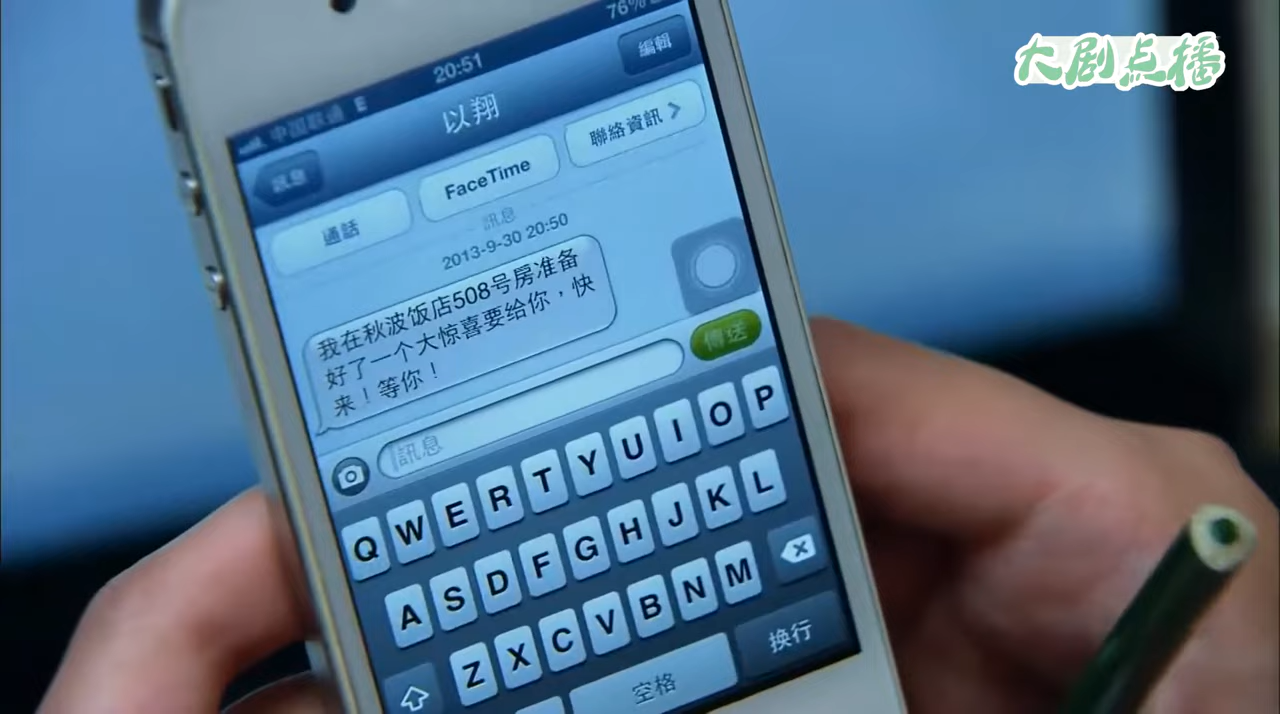 大剧点播
76%
中国联通 E
20:51
讯息
以翔
編輯
通話
FaceTime
聯絡資訊
訊息
2013-9-30 20:50
我在秋波饭店508号房准备
好了一个大惊喜要给你，快
来！等你！
訊息
傳送
Q W E R T Y U I O P
A S D F G H J K L
Z X C V B N M
空格
换行